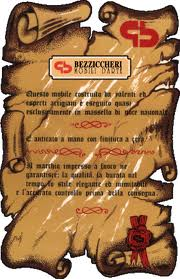 BEZZICCHERI
MOBILI D'ARTE
Questo mobile costruito da valenti ed
esperti artigiani è eseguito quasi
esclusivamente in massello di noce nazionale
È anticato a mano con finitura a cera.
Il marchio impresso a fuoco ne
garantisce: la qualità, la durata nel
tempo, lo stile elegante ed inimitabile
e l'accurato controllo prima della consegna.